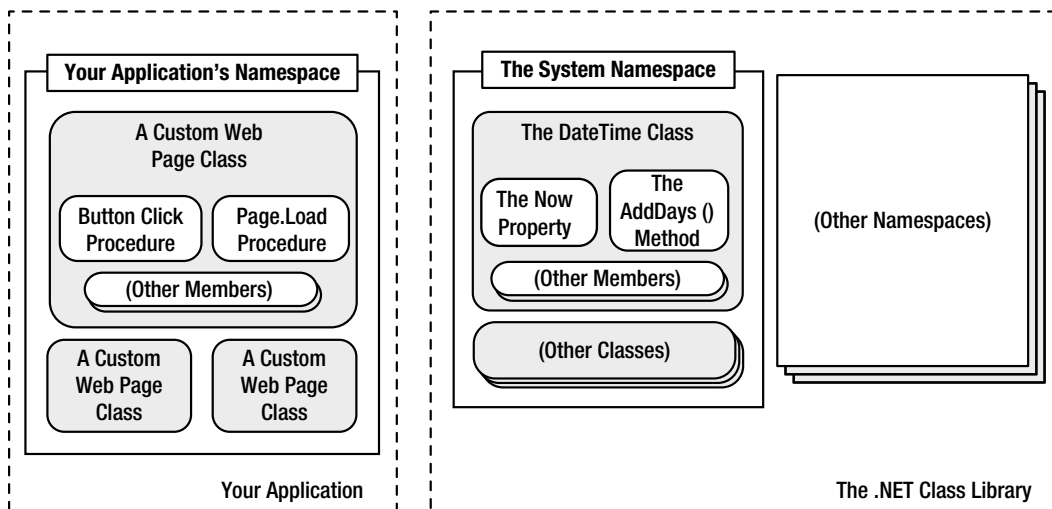 Your Application's Namespace
A Custom Web
Page Class
Button Click
Procedure
Page.Load
Procedure
(Other Members)
A Custom
Web Page
Class
A Custom
Web Page
Class
Your Application
The System Namespace
The DateTime Class
The Now
Property
The
AddDays ()
Method
(Other Members)
(Other Classes)
(Other Namespaces)
The .NET Class Library